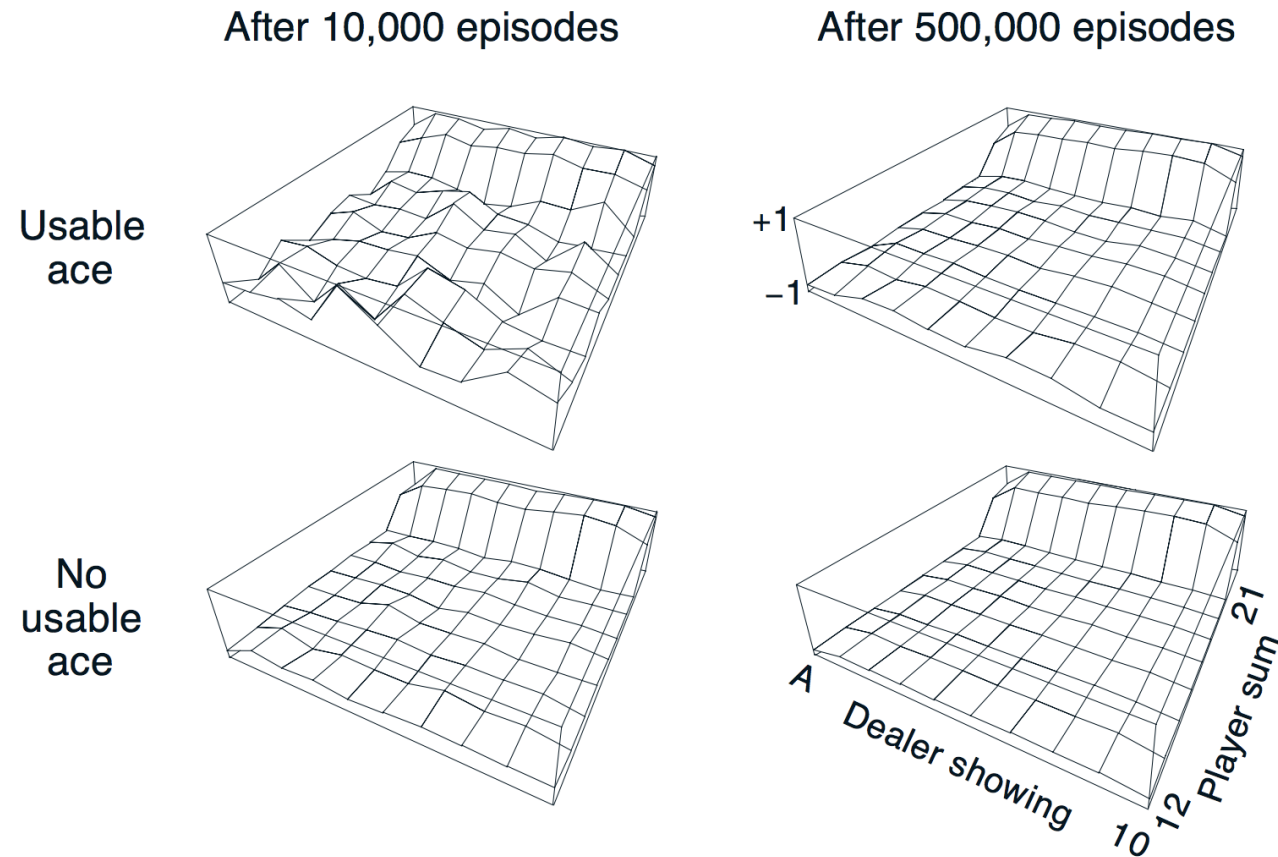 After 10,000 episodes
After 500,000 episodes
Usable
ace
+1
−1
No
usable
ace
A
Dealer showing
10
12
Player sum
21